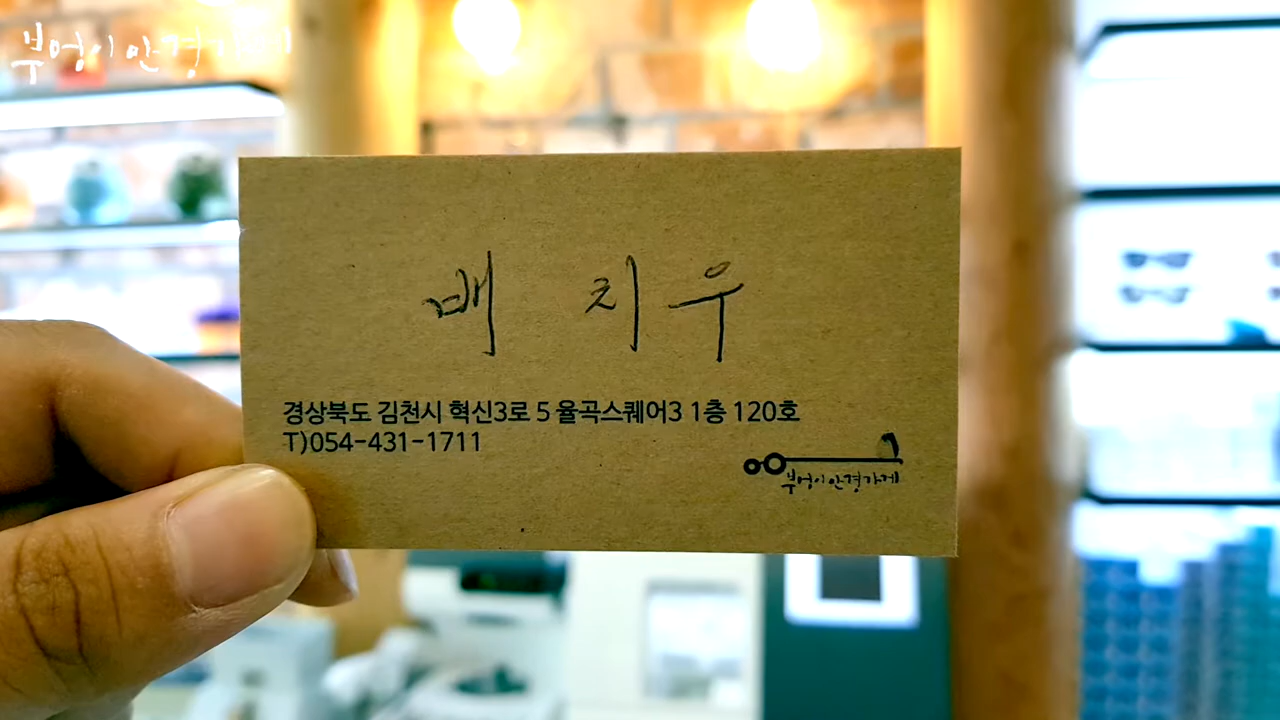 부엉이안경가게
배 치우
경상북도 김천시 혁신3로 5 율곡스퀘어3 1층 120호
T)054-431-1711
부엉이안경가게